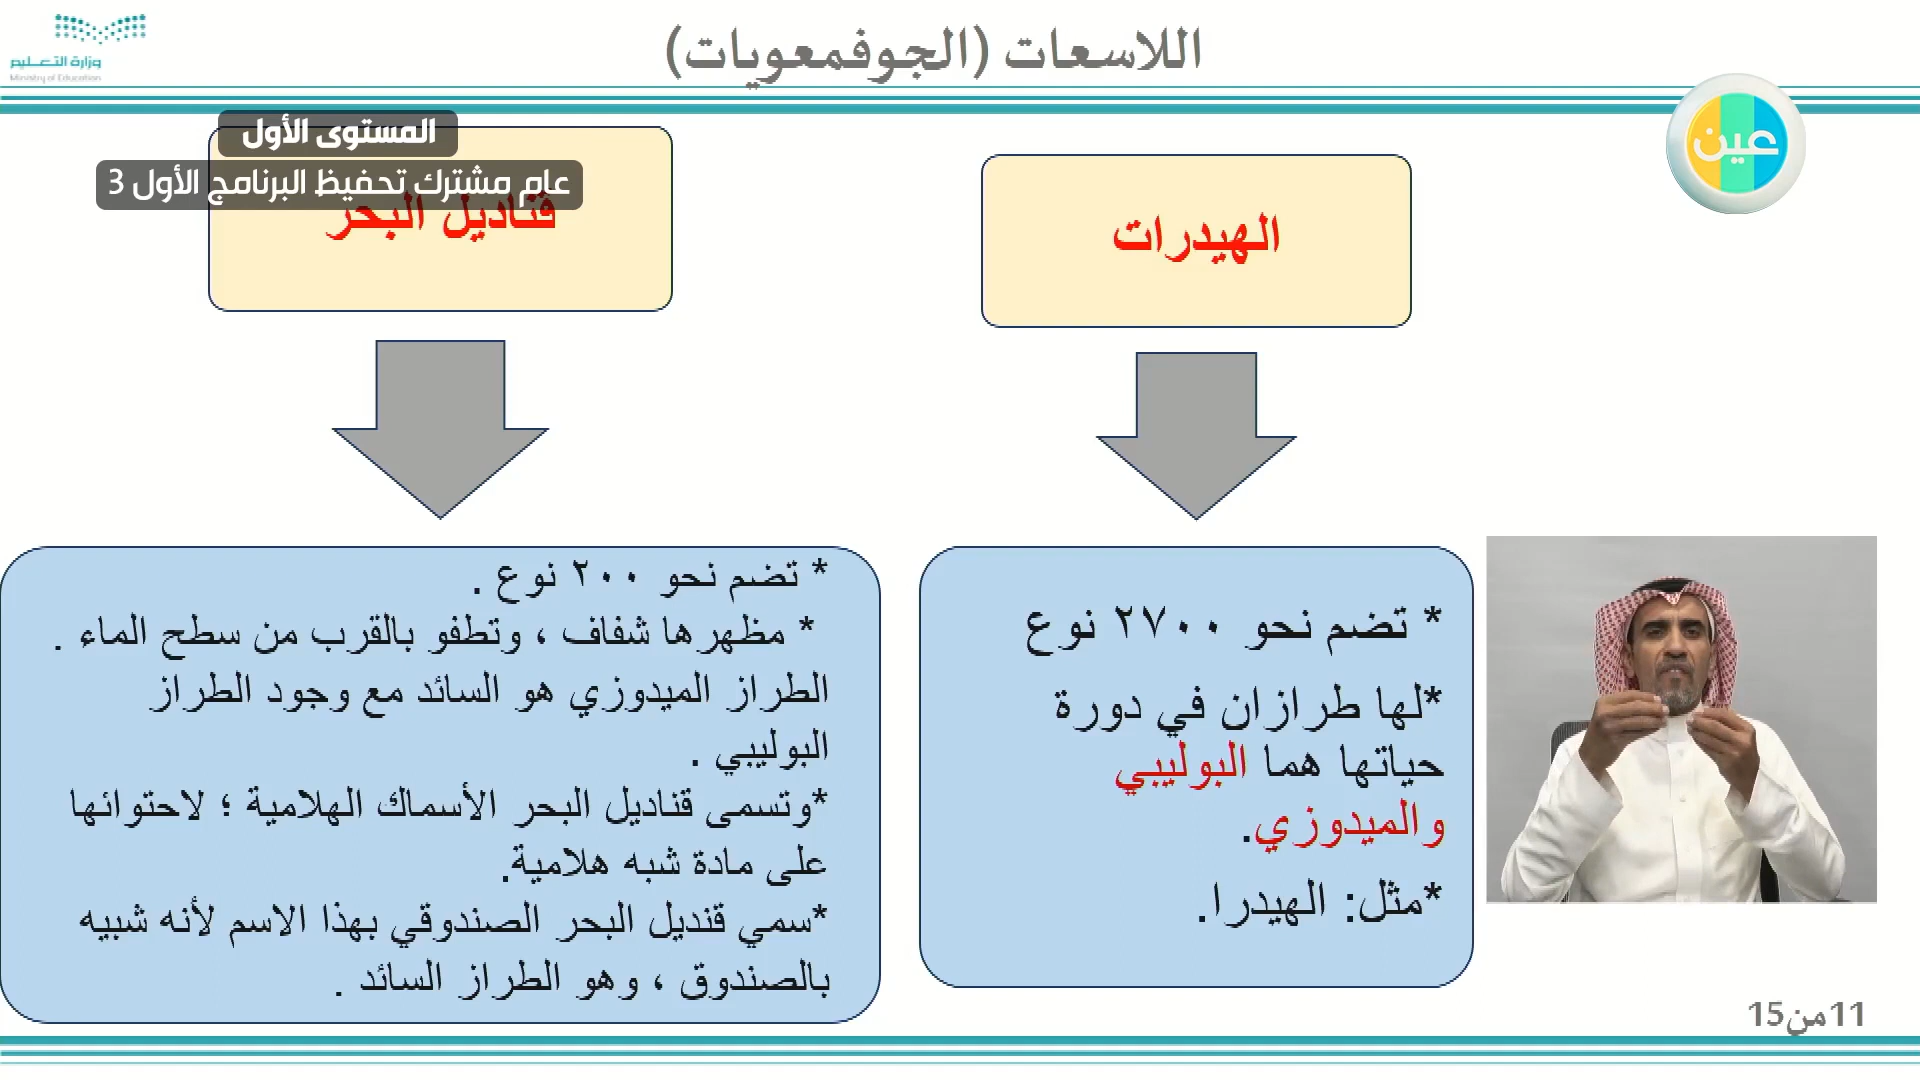 وزارة التعليم
Ministry of Education
اللاسعات (الجوفمعويات)
عين
المستوى الأول
عام مشترك تحفيظ البرنامج الأول 3
الهيدرات
* تضم نحو ٢٧٠٠ نوع
*لها طرازان في دورة
حياتها هما البوليبي
والميدوزي.
*مثل: الهيدرا.
قناديل البحر
* تضم نحو ٢٠٠ نوع .
* مظهرها شفاف ، وتطفو بالقرب من سطح الماء .
الطراز الميدوزي هو السائد مع وجود الطراز
البوليبي .
*وتسمى قناديل البحر الأسماك الهلامية ؛ لاحتوائها
على مادة شبه هلامية.
*سمي قنديل البحر الصندوقي بهذا الاسم لأنه شبيه
بالصندوق ، وهو الطراز السائد .
11من15